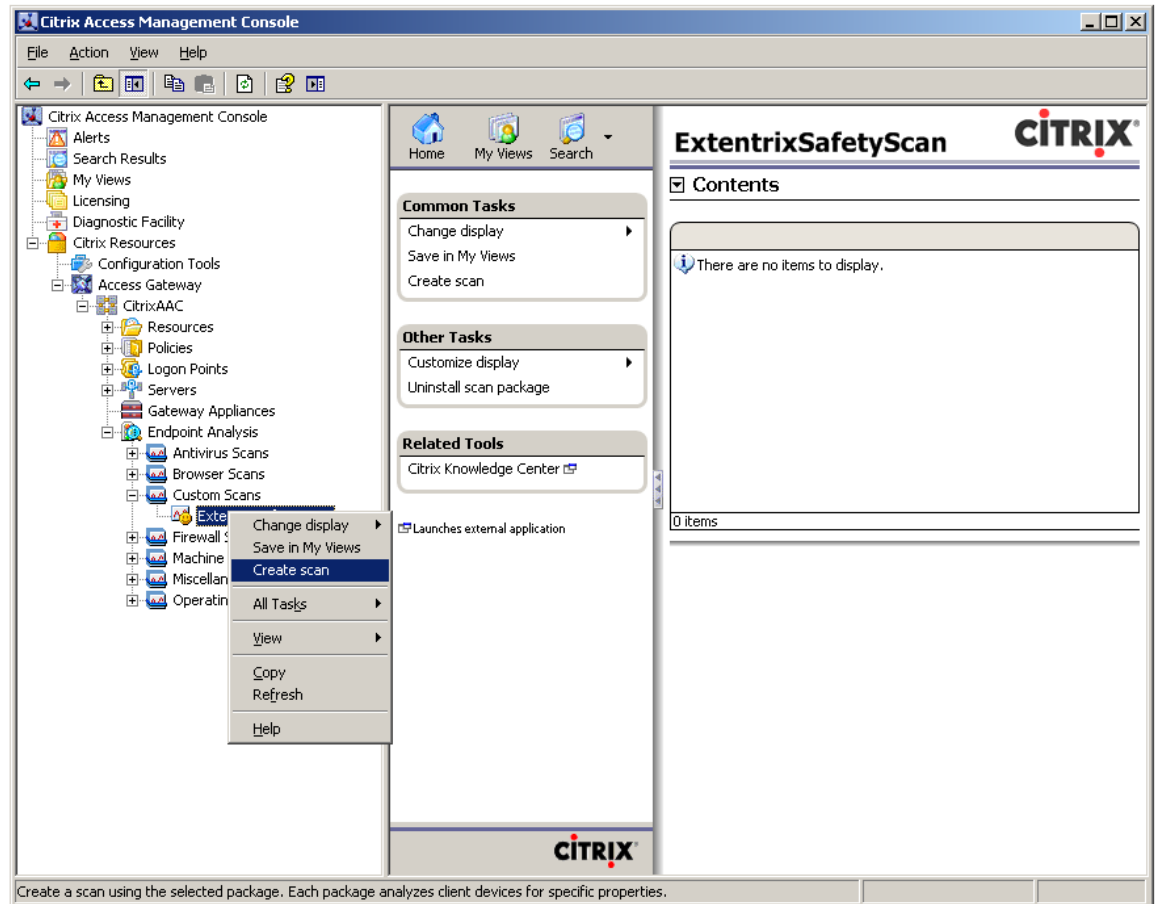 Citrix Access Management Console
File Action View Help
Citrix Access Management Console
Alerts
Search Results
My Views
Licensing
Diagnostic Facility
Citrix Resources
Configuration Tools
Access Gateway
CitrixAAC
Resources
Policies
Logon Points
Servers
Gateway Appliances
Endpoint Analysis
Antivirus Scans
Browser Scans
Custom Scans
Exte
Firewall S
Machine
Miscellan
Operatin
Change display
Save in My Views
Create scan
All Tasks
View
Copy
Refresh
Help
Home My Views Search
Common Tasks
Change display
Save in My Views
Create scan
Other Tasks
Customize display
Uninstall scan package
Related Tools
Citrix Knowledge Center
Launches external application
CITRIX
ExtentrixSafetyScan CITRIX
Contents
There are no items to display.
0 items
Create a scan using the selected package. Each package analyzes client devices for specific properties.